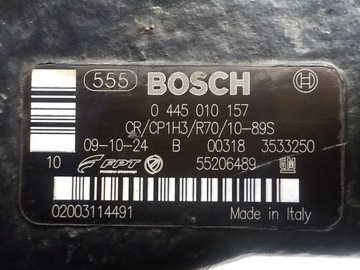 555 BOSCH
0 445 010 157
CR/CP1H3/R70/10-89S
09-10-24 B 00318 3533250
10 FPT 55206489 GM
02003114491 Made in Italy